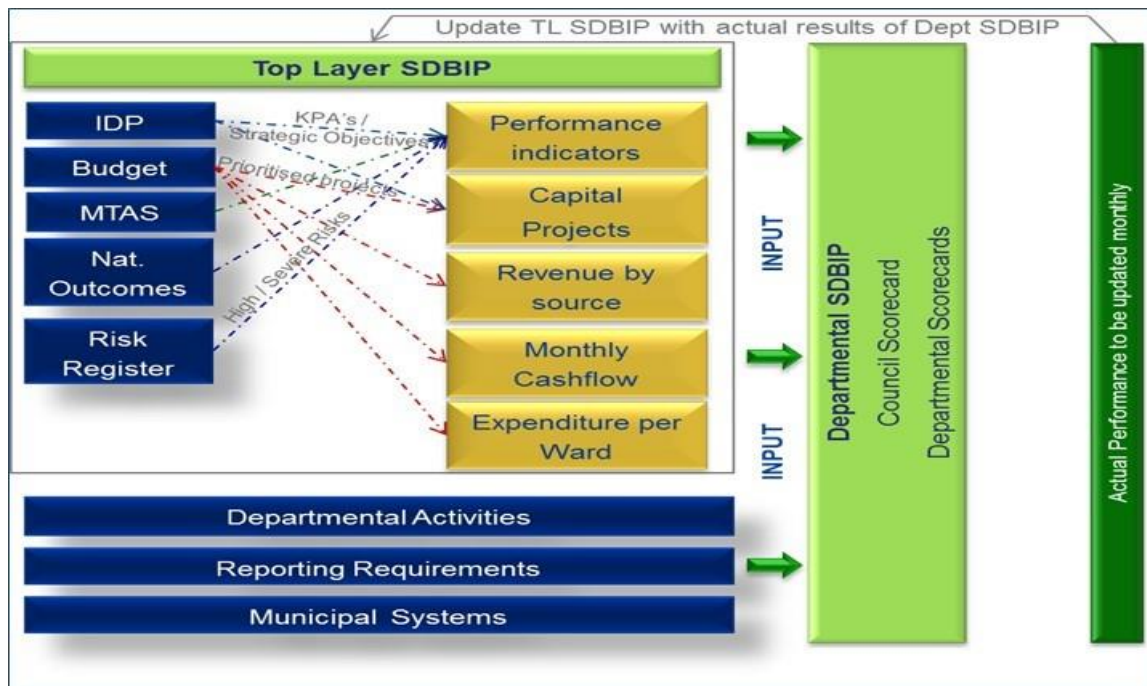 Update TL SDBIP with actual results of Dept SDBIP
Top Layer SDBIP
IDP
Budget
MTAS
Nat.
Outcomes
Risk
Register
KPA's /
Strategic Objectives
Prioritised projects
High / Severe Risks
Performance
indicators
Capital
Projects
Revenue by
source
Monthly
Cashflow
Expenditure per
Ward
INPUT
INPUT
Departmental Activities
Reporting Requirements
Municipal Systems
Departmental SDBIP
Council Scorecard
Departmental Scorecards
Actual Performance to be updated monthly